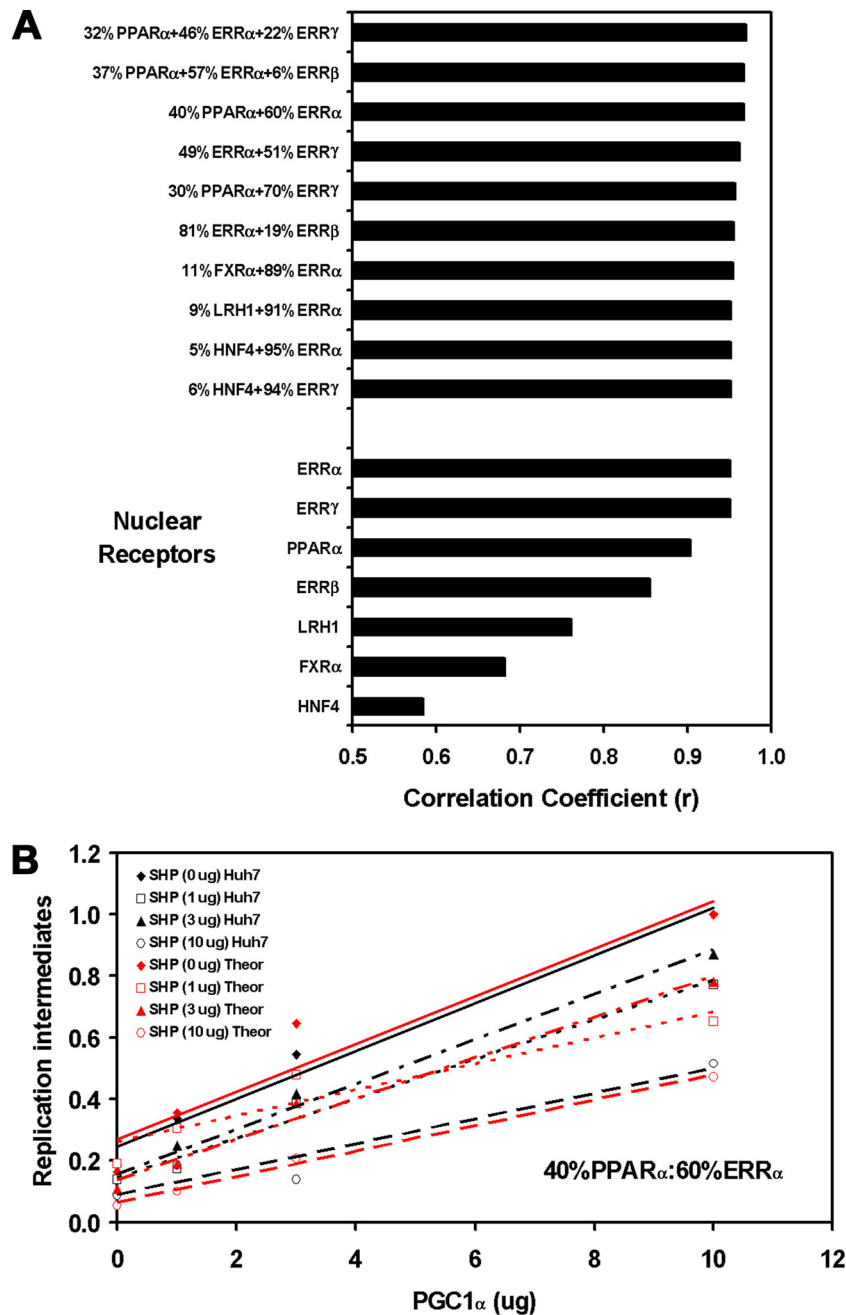 A
32% PPARα+46% ERRα+22% ERRγ
37% PPARα+57% ERRα+6% ERRβ
40% PPARα+60% ERRα
49% ERRα+51% ERRγ
30% PPARα+70% ERRγ
81% ERRα+19% ERRβ
11% FXRα+89% ERRα
9% LRH1+91% ERRα
5% HNF4+95% ERRα
6% HNF4+94% ERRγ
ERRα
ERRγ
Nuclear
Receptors
PPARα
ERRβ
LRH1
FXRα
HNF4
0.5 0.6 0.7 0.8 0.9 1.0
Correlation Coefficient (r)
B
Replication intermediates
1.2
1.0
0.8
0.6
0.4
0.2
0.0
SHP (0 ug) Huh7
SHP (1 ug) Huh7
SHP (3 ug) Huh7
SHP (10 ug) Huh7
SHP (0 ug) Theor
SHP (1 ug) Theor
SHP (3 ug) Theor
SHP (10 ug) Theor
40%PPARα:60%ERRα
0 2 4 6 8 10 12
PGC1α (ug)